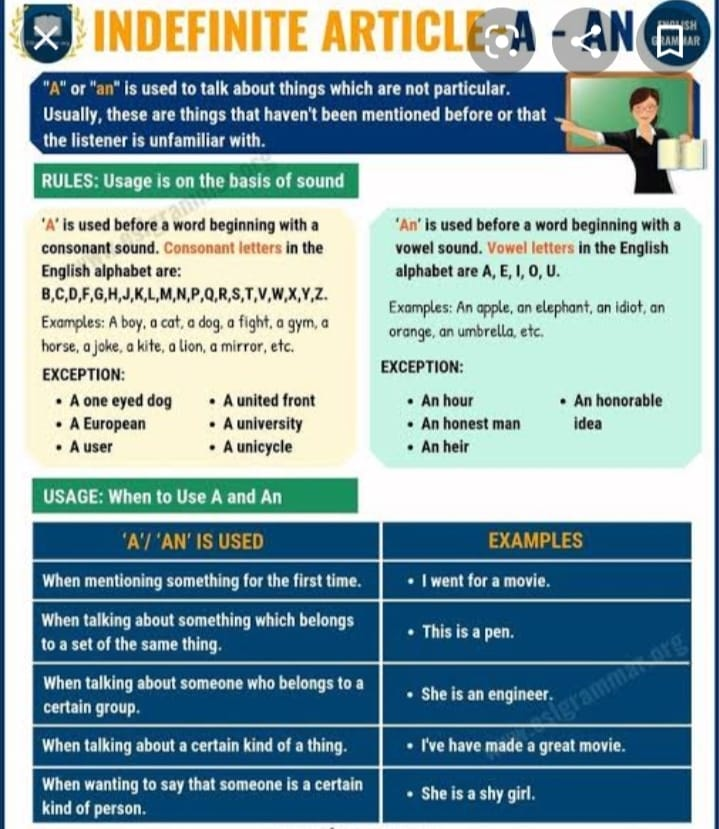 INDEFINITE ARTICLE - A - AN
ENGLISH
GRAMMAR
"A" or "an" is used to talk about things which are not particular.
Usually, these are things that haven't been mentioned before or that
the listener is unfamiliar with.
RULES: Usage is on the basis of sound
'A' is used before a word beginning with a
consonant sound. Consonant letters in the
English alphabet are:
B,C,D,F,G,H,J,K,L,M,N,P,Q,R,S,T,V,W,X,Y,Z.
Examples: A boy, a cat, a dog, a fight, a gym, a
horse, a joke, a kite, a lion, a mirror, etc.
EXCEPTION:
• A one eyed dog
• A European
• A user
• A united front
• A university
• A unicycle
'An' is used before a word beginning with a
vowel sound. Vowel letters in the English
alphabet are A, E, I, O, U.
Examples: An apple, an elephant, an idiot, an
orange, an umbrella, etc.
EXCEPTION:
• An hour
• An honest man
• An heir
• An honorable
idea
USAGE: When to Use A and An
'A'/ 'AN' IS USED
EXAMPLES
When mentioning something for the first time.
• I went for a movie.
When talking about something which belongs
to a set of the same thing.
• This is a pen.
When talking about someone who belongs to a
certain group.
• She is an engineer.
When talking about a certain kind of a thing.
• I've have made a great movie.
When wanting to say that someone is a certain
kind of person.
• She is a shy girl.
www.eslgrammar.org
www.eslgrammar.org